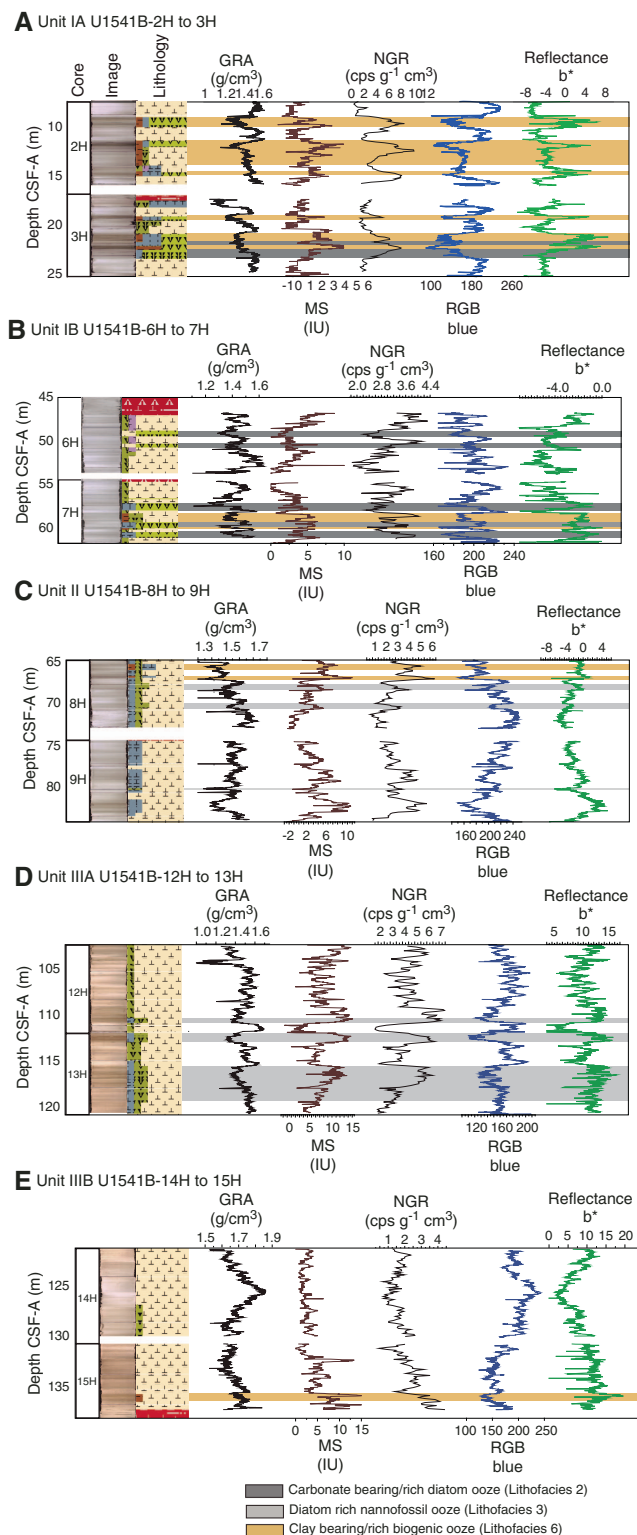 A Unit IA U1541B-2H to 3H
Core
Image
Lithology
GRA
(g/cm3)
NGR
(cps g-1 cm3)
Reflectance
b*
1 1.2 1.4 1.6
0 2 4 6 8 10 12
-8 -4 0 4 8
Depth CSF-A (m)
10
15
20
25
2H
3H
-10 1 2 3 4 5 6
100 180 260
MS
(IU)
RGB
blue
B Unit IB U1541B-6H to 7H
GRA
(g/cm3)
NGR
(cps g-1 cm3)
Reflectance
b*
1.2 1.4 1.6
2.0 2.8 3.6 4.4
-4.0 0.0
Depth CSF-A (m)
45
50
55
60
6H
7H
0 5 10
160 200 240
MS
(IU)
RGB
blue
C Unit II U1541B-8H to 9H
GRA
(g/cm3)
NGR
(cps g-1 cm3)
Reflectance
b*
1.3 1.5 1.7
1 2 3 4 5 6
-8 -4 0 4
Depth CSF-A (m)
65
70
75
80
8H
9H
-2 2 6 10
160 200 240
MS
(IU)
RGB
blue
D Unit IIIA U1541B-12H to 13H
GRA
(g/cm3)
NGR
(cps g-1 cm3)
Reflectance
b*
1.0 1.2 1.4 1.6
2 3 4 5 6 7
5 10 15
Depth CSF-A (m)
105
110
115
120
12H
13H
0 5 10 15
120 160 200
MS
(IU)
RGB
blue
E Unit IIIB U1541B-14H to 15H
GRA
(g/cm3)
NGR
(cps g-1 cm3)
Reflectance
b*
1.5 1.7 1.9
1 2 3 4
0 5 10 15 20
Depth CSF-A (m)
125
130
135
14H
15H
0 5 10 15
100 150 200 250
MS
(IU)
RGB
blue
Carbonate bearing/rich diatom ooze (Lithofacies 2)
Diatom rich nannofossil ooze (Lithofacies 3)
Clay bearing/rich biogenic ooze (Lithofacies 6)